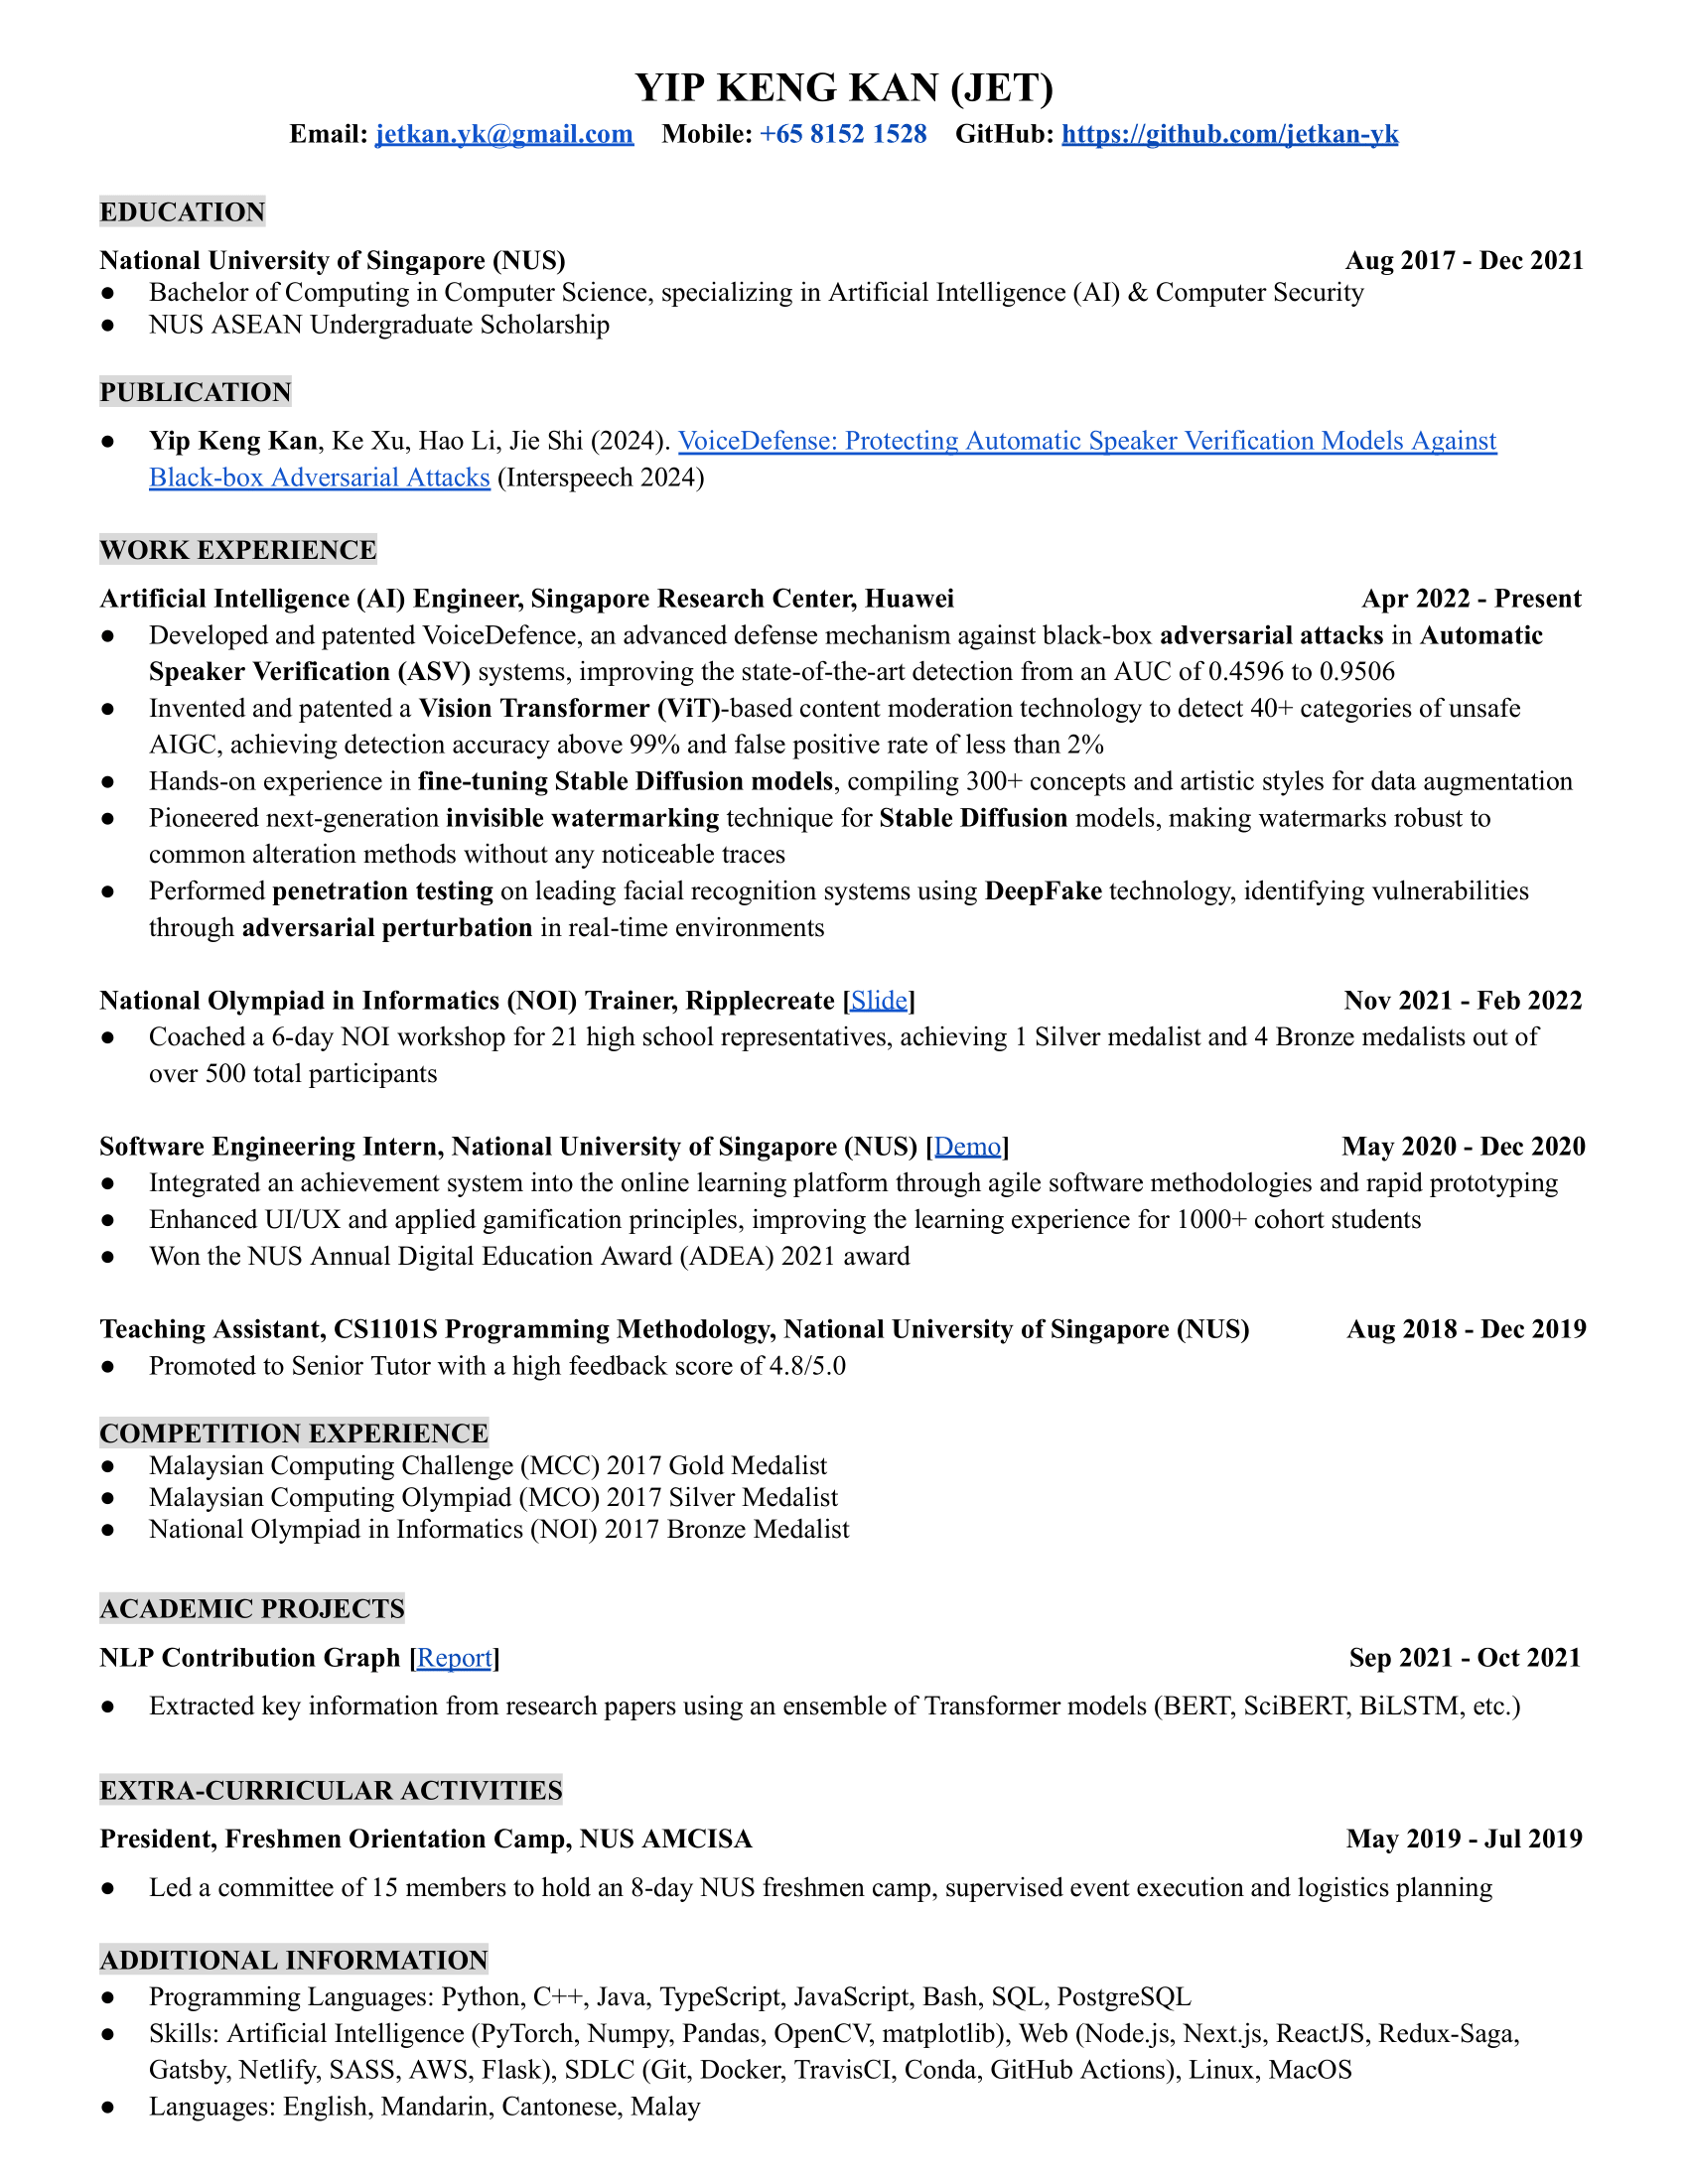 YIP KENG KAN (JET)
Email: jetkan.yk@gmail.com Mobile: +65 8152 1528 GitHub: https://github.com/jetkan-yk
EDUCATION
National University of Singapore (NUS) Aug 2017 - Dec 2021
● Bachelor of Computing in Computer Science, specializing in Artificial Intelligence (AI) & Computer Security
● NUS ASEAN Undergraduate Scholarship
PUBLICATION
● Yip Keng Kan, Ke Xu, Hao Li, Jie Shi (2024). VoiceDefense: Protecting Automatic Speaker Verification Models Against
Black-box Adversarial Attacks (Interspeech 2024)
WORK EXPERIENCE
Artificial Intelligence (AI) Engineer, Singapore Research Center, Huawei Apr 2022 - Present
● Developed and patented VoiceDefence, an advanced defense mechanism against black-box adversarial attacks in Automatic
Speaker Verification (ASV) systems, improving the state-of-the-art detection from an AUC of 0.4596 to 0.9506
● Invented and patented a Vision Transformer (ViT)-based content moderation technology to detect 40+ categories of unsafe
AIGC, achieving detection accuracy above 99% and false positive rate of less than 2%
● Hands-on experience in fine-tuning Stable Diffusion models, compiling 300+ concepts and artistic styles for data augmentation
● Pioneered next-generation invisible watermarking technique for Stable Diffusion models, making watermarks robust to
common alteration methods without any noticeable traces
● Performed penetration testing on leading facial recognition systems using DeepFake technology, identifying vulnerabilities
through adversarial perturbation in real-time environments
National Olympiad in Informatics (NOI) Trainer, Ripplecreate [Slide] Nov 2021 - Feb 2022
● Coached a 6-day NOI workshop for 21 high school representatives, achieving 1 Silver medalist and 4 Bronze medalists out of
over 500 total participants
Software Engineering Intern, National University of Singapore (NUS) [Demo] May 2020 - Dec 2020
● Integrated an achievement system into the online learning platform through agile software methodologies and rapid prototyping
● Enhanced UI/UX and applied gamification principles, improving the learning experience for 1000+ cohort students
● Won the NUS Annual Digital Education Award (ADEA) 2021 award
Teaching Assistant, CS1101S Programming Methodology, National University of Singapore (NUS) Aug 2018 - Dec 2019
● Promoted to Senior Tutor with a high feedback score of 4.8/5.0
COMPETITION EXPERIENCE
● Malaysian Computing Challenge (MCC) 2017 Gold Medalist
● Malaysian Computing Olympiad (MCO) 2017 Silver Medalist
● National Olympiad in Informatics (NOI) 2017 Bronze Medalist
ACADEMIC PROJECTS
NLP Contribution Graph [Report] Sep 2021 - Oct 2021
● Extracted key information from research papers using an ensemble of Transformer models (BERT, SciBERT, BiLSTM, etc.)
EXTRA-CURRICULAR ACTIVITIES
President, Freshmen Orientation Camp, NUS AMCISA May 2019 - Jul 2019
● Led a committee of 15 members to hold an 8-day NUS freshmen camp, supervised event execution and logistics planning
ADDITIONAL INFORMATION
● Programming Languages: Python, C++, Java, TypeScript, JavaScript, Bash, SQL, PostgreSQL
● Skills: Artificial Intelligence (PyTorch, Numpy, Pandas, OpenCV, matplotlib), Web (Node.js, Next.js, ReactJS, Redux-Saga,
Gatsby, Netlify, SASS, AWS, Flask), SDLC (Git, Docker, TravisCI, Conda, GitHub Actions), Linux, MacOS
● Languages: English, Mandarin, Cantonese, Malay